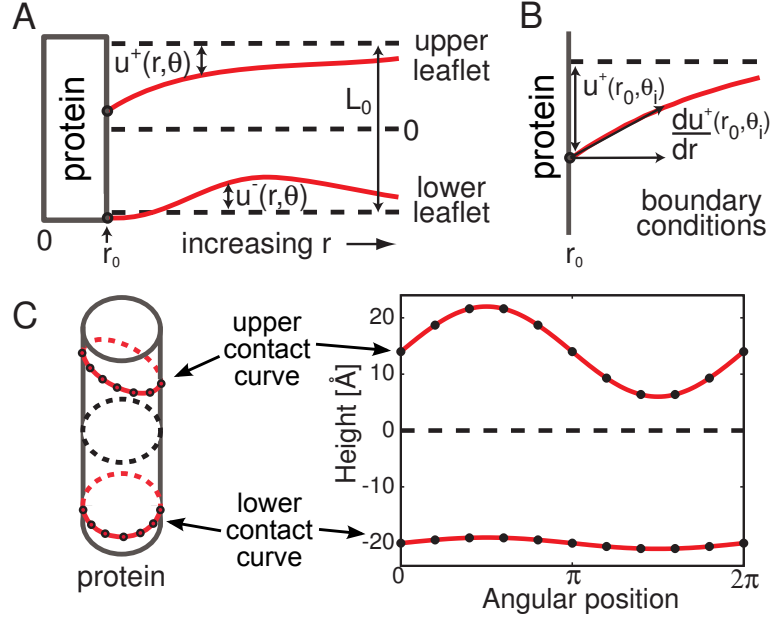 A
protein
u⁺(r,θ)
upper
leaflet
L₀
0
u⁻(r,θ)
lower
leaflet
0
r₀
increasing r
B
protein
u⁺(r₀,θᵢ)
du⁺(r₀,θᵢ)
dr
boundary
conditions
r₀
C
upper
contact
curve
lower
contact
curve
protein
Height [Å]
20
10
0
-10
-20
0
π
2π
Angular position